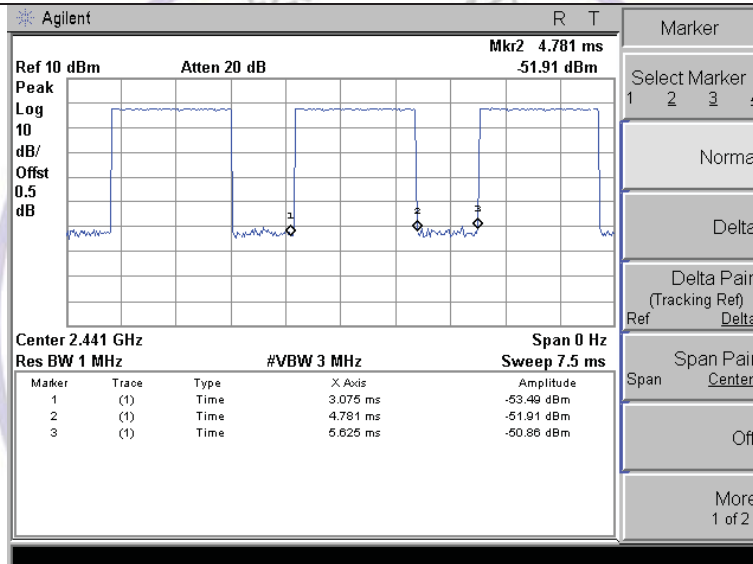 Agilent R T
Mkr2 4.781 ms
Ref 10 dBm Atten 20 dB -51.91 dBm
Peak
Log
10
dB/
Offst
0.5
dB
1 2 3
Center 2.441 GHz Span 0 Hz
Res BW 1 MHz #VBW 3 MHz Sweep 7.5 ms
Marker Trace Type X Axis Amplitude
1 (1) Time 3.075 ms -53.49 dBm
2 (1) Time 4.781 ms -51.91 dBm
3 (1) Time 5.625 ms -50.86 dBm
Marker
Select Marker
1 2 3
Norma
Delta
Delta Pair
(Tracking Ref)
Ref Delta
Span Pair
Span Center
Off
More
1 of 2